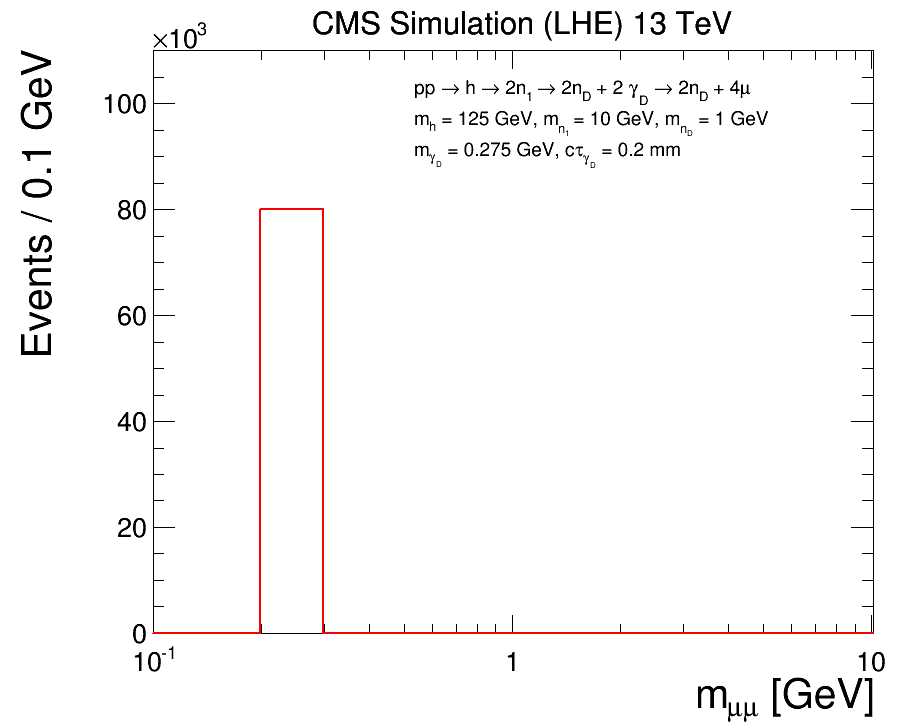 CMS Simulation (LHE) 13 TeV
×10³
Events / 0.1 GeV
pp → h → 2n₁ → 2n_D + 2 γ_D → 2n_D + 4μ
m_h = 125 GeV, m_n₁ = 10 GeV, m_n_D = 1 GeV
m_γ_D = 0.275 GeV, cτ_γ_D = 0.2 mm
100
80
60
40
20
0
10⁻¹ 1 10
m_μμ [GeV]